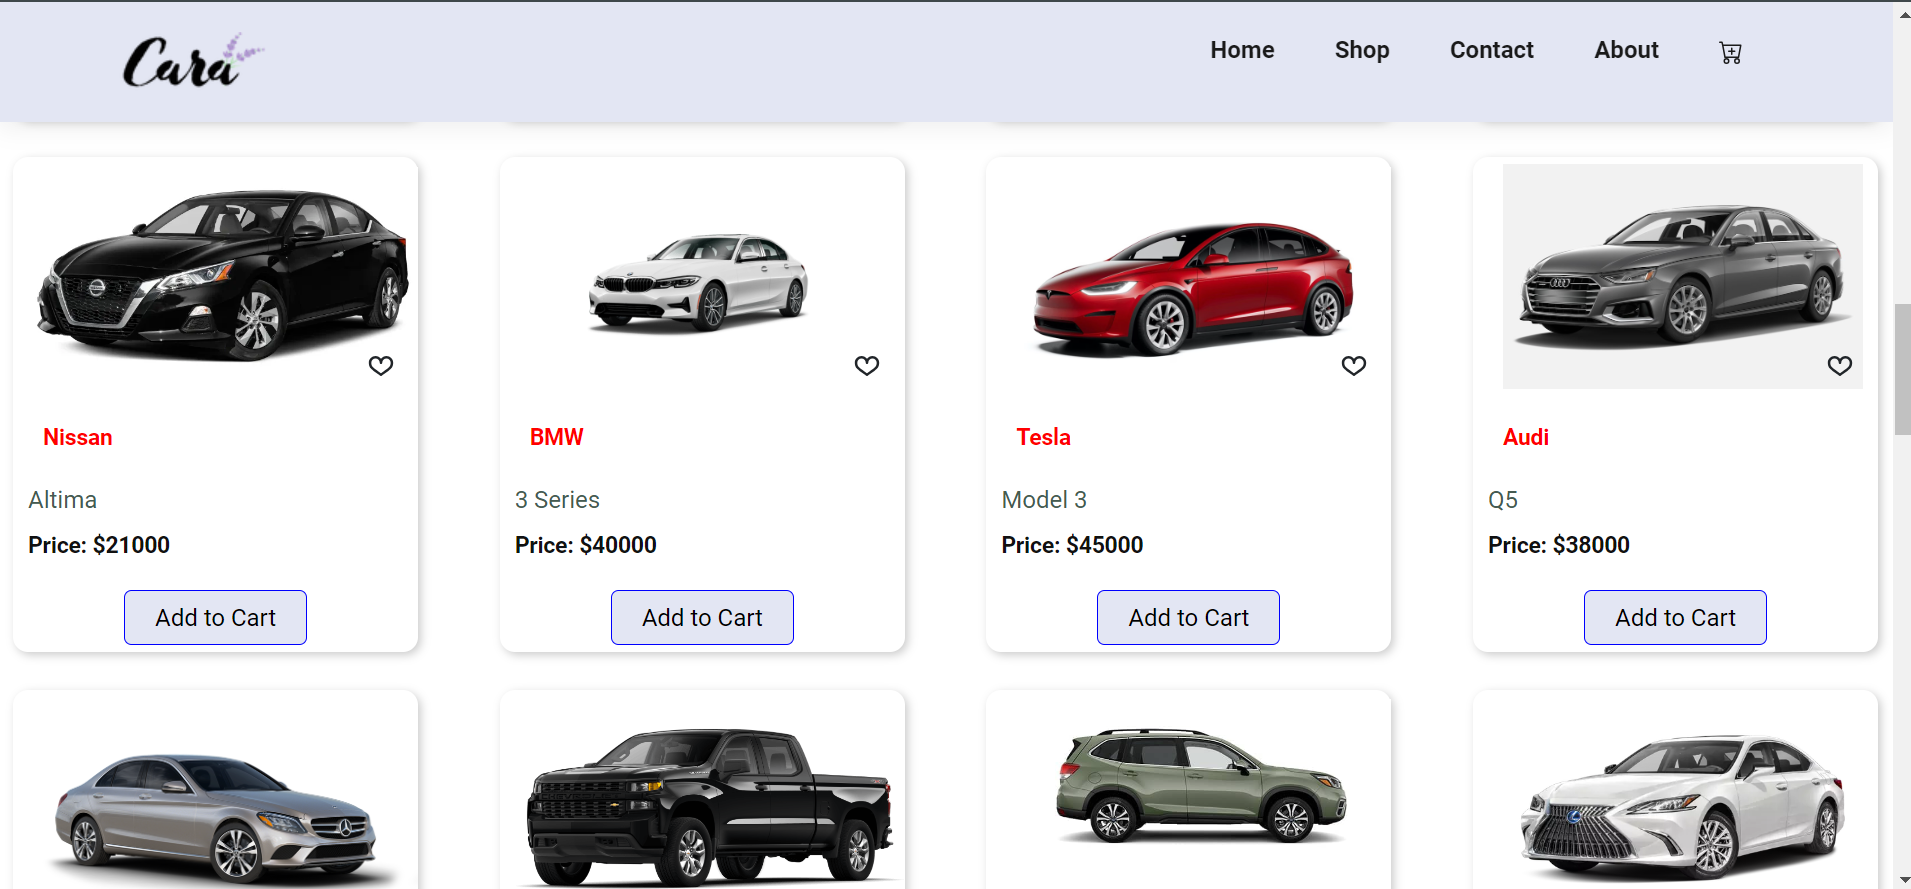 Cara
Home Shop Contact About
Nissan
Altima
Price: $21000
Add to Cart
BMW
3 Series
Price: $40000
Add to Cart
Tesla
Model 3
Price: $45000
Add to Cart
Audi
Q5
Price: $38000
Add to Cart